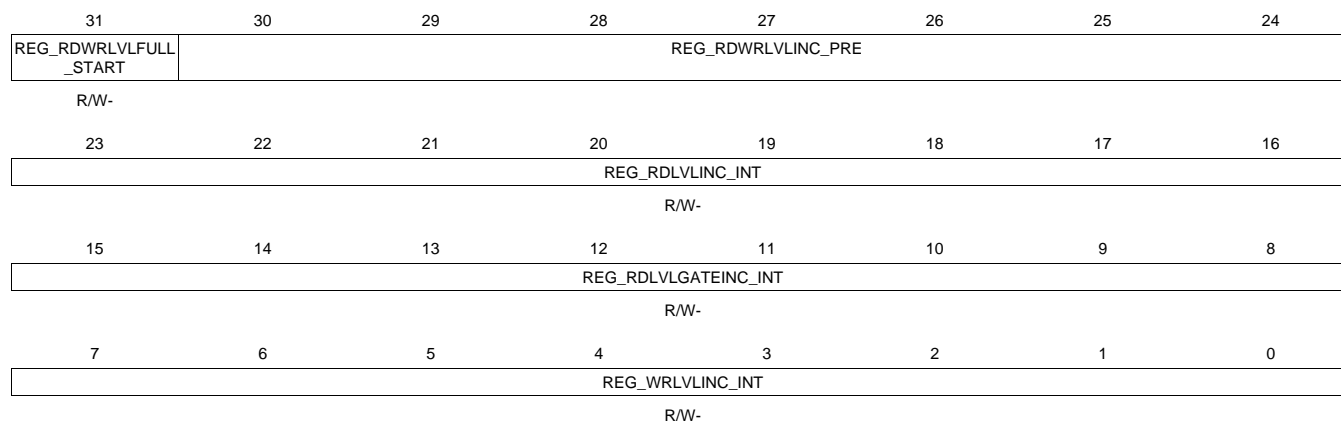 31 30 29 28 27 26 25 24
REG_RDWRLVLFULL REG_RDWRLVLINC_PRE
_START
R/W-
23 22 21 20 19 18 17 16
REG_RDLVLINC_INT
R/W-
15 14 13 12 11 10 9 8
REG_RDLVLGATEINC_INT
R/W-
7 6 5 4 3 2 1 0
REG_WRLVLINC_INT
R/W-